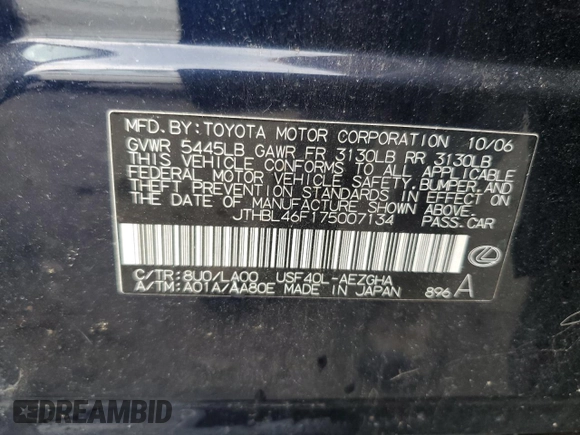 MFD.BY:TOYOTA MOTOR CORPORATION 10/06
GVWR 5445LB GAWR FR 3130LB RR 3130LB
THIS VEHICLE CONFORMS TO ALL APPLICABLE
FEDERAL MOTOR VEHICLE SAFETY,BUMPER,AND
THEFT PREVENTION STANDARDS IN EFFECT ON
THE DATE OF MANUFACTURE SHOWN ABOVE.
JTHBL46F175007134 PASS.CAR
C/TR:8U0/LA00 USF40L-AEZGHA
A/TM:A01A/AA80E MADE IN JAPAN 896 A
DREAMBID